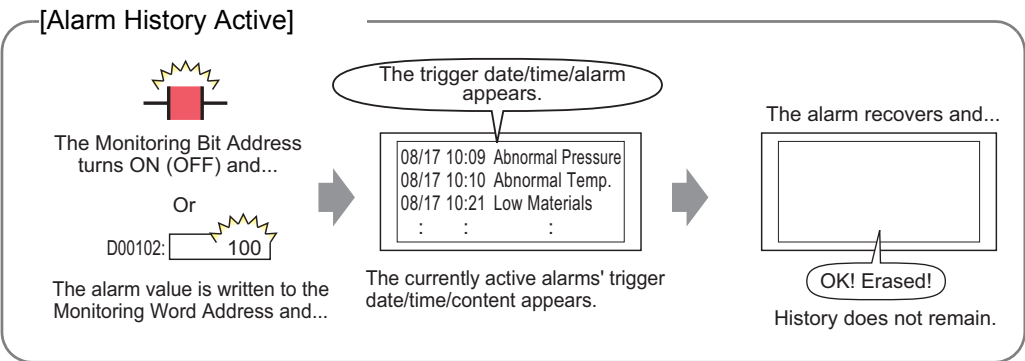 [Alarm History Active]
The Monitoring Bit Address
turns ON (OFF) and...
Or
D00102: 100
The alarm value is written to the
Monitoring Word Address and...
The trigger date/time/alarm
appears.
08/17 10:09 Abnormal Pressure
08/17 10:10 Abnormal Temp.
08/17 10:21 Low Materials
: : :
The currently active alarms' trigger
date/time/content appears.
The alarm recovers and...
OK! Erased!
History does not remain.